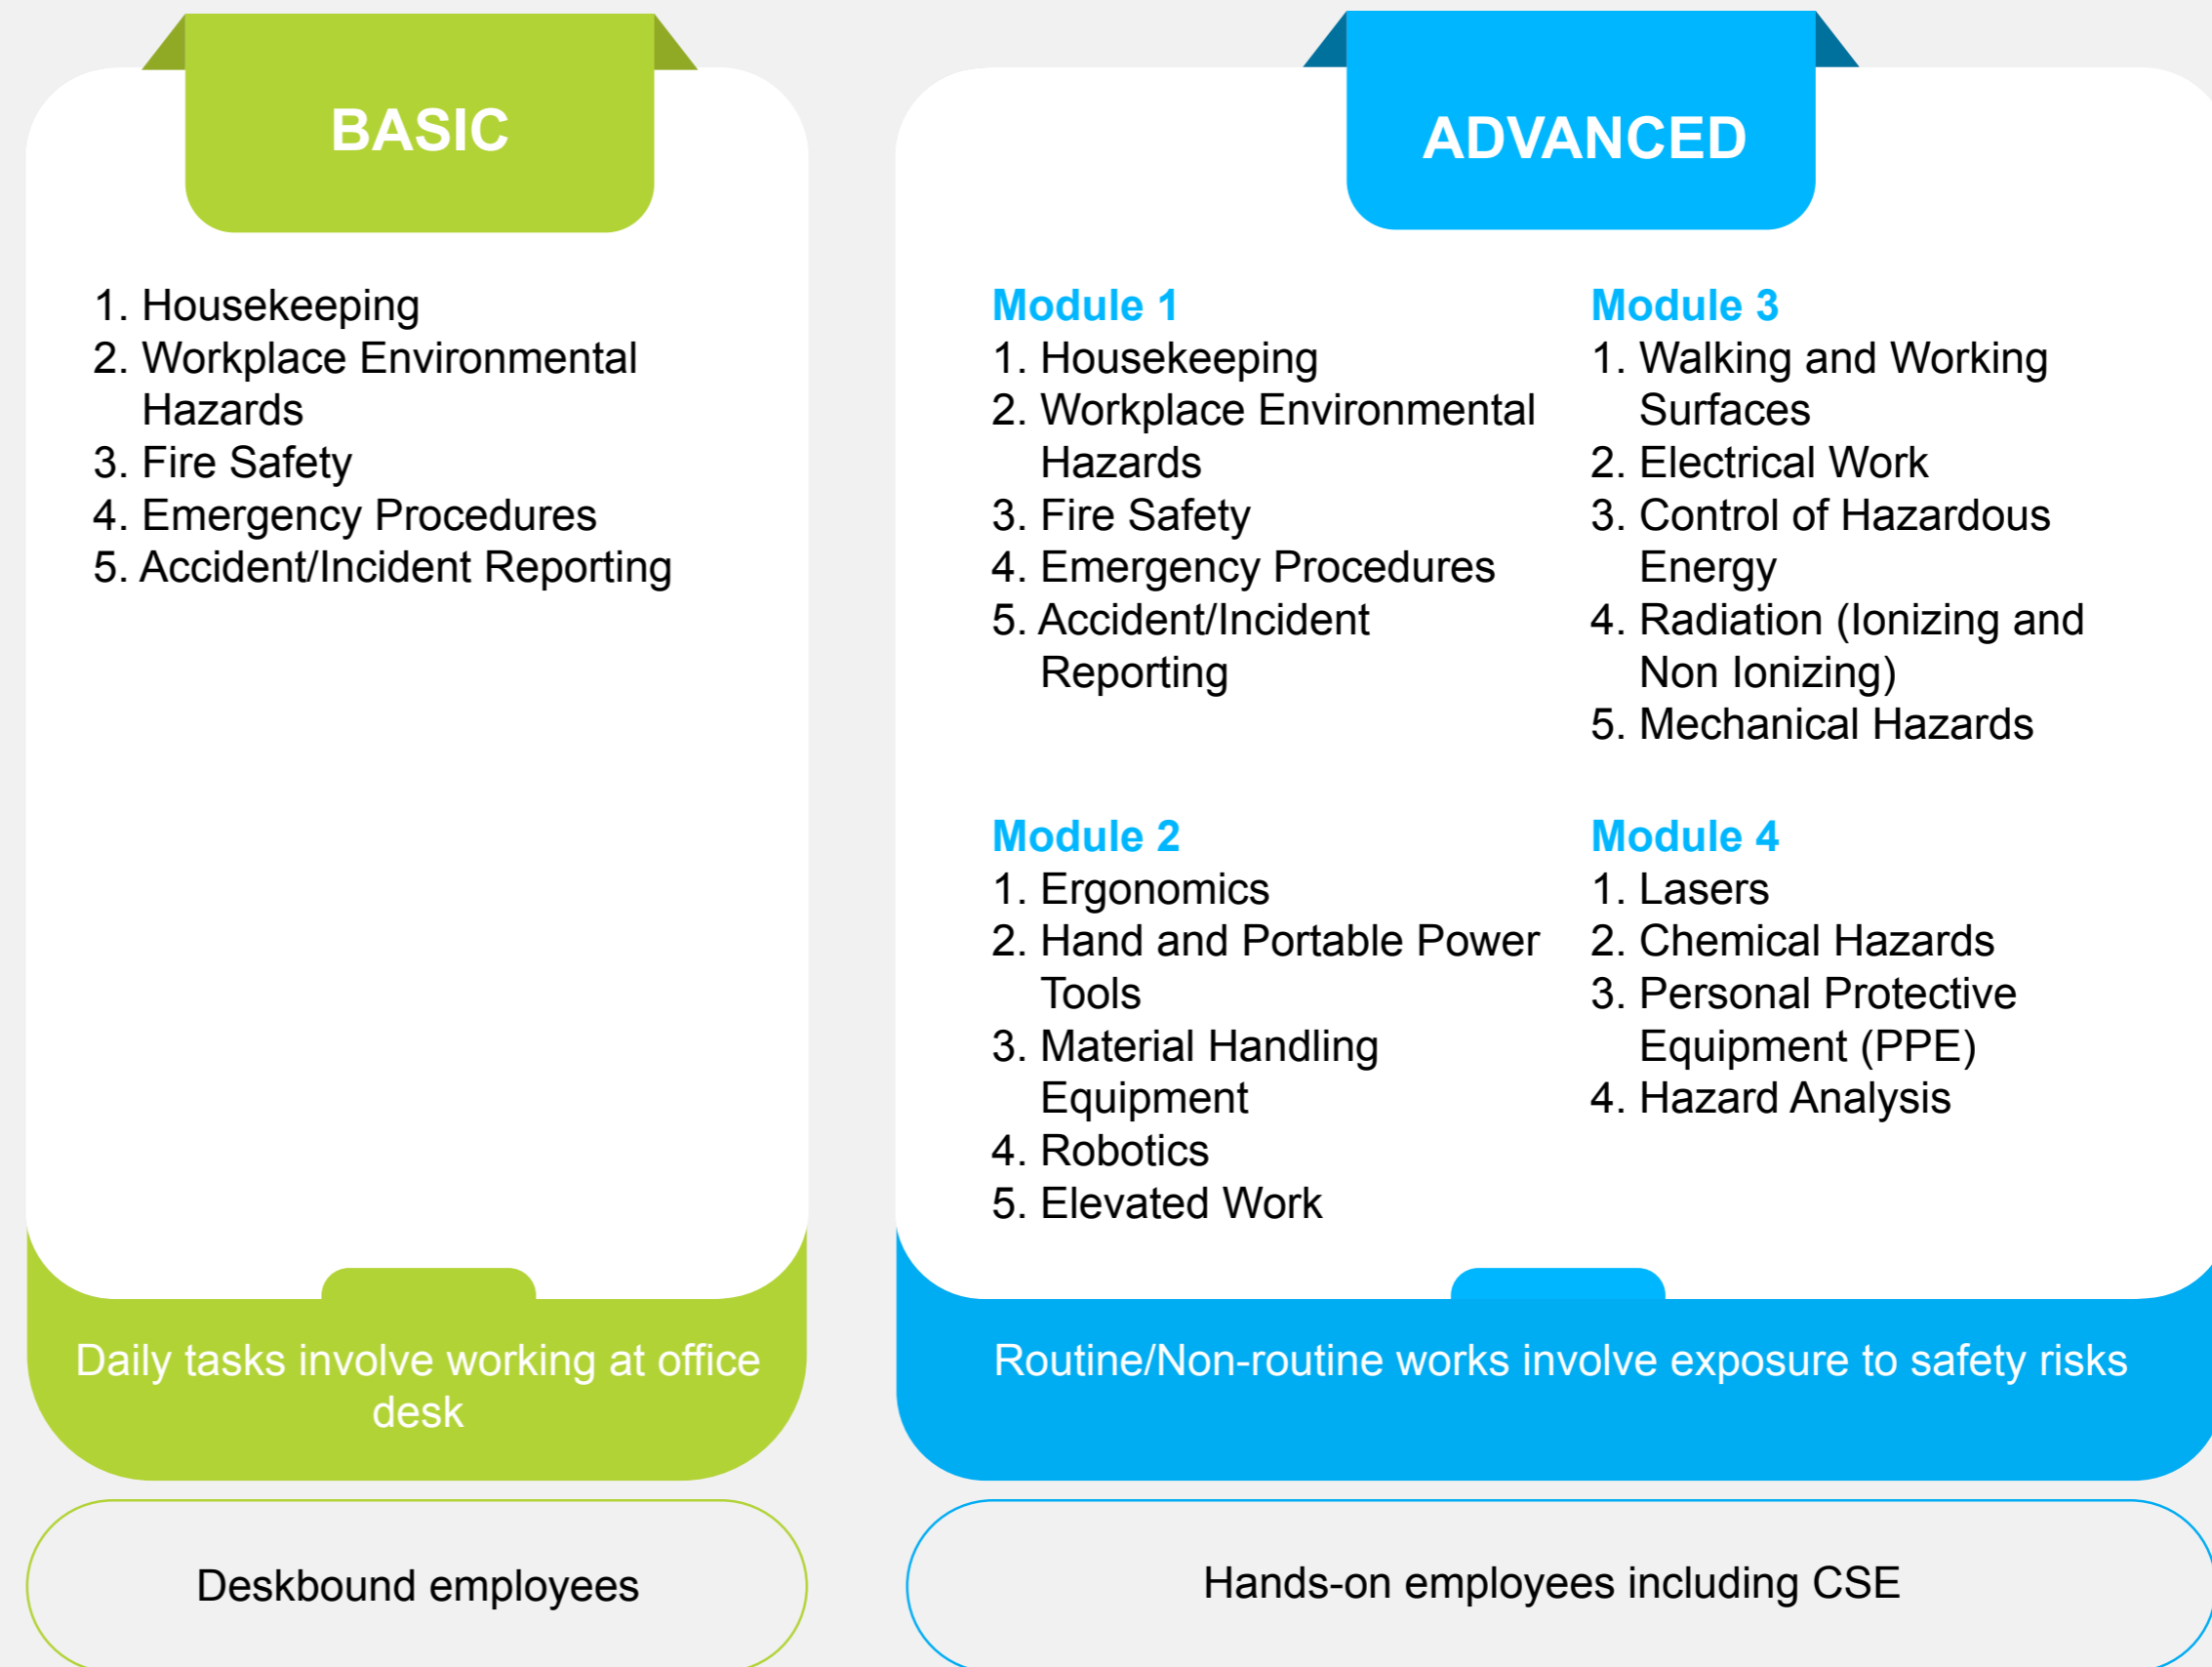 BASIC
1. Housekeeping
2. Workplace Environmental
Hazards
3. Fire Safety
4. Emergency Procedures
5. Accident/Incident Reporting
Daily tasks involve working at office
desk
Deskbound employees
ADVANCED
Module 1
1. Housekeeping
2. Workplace Environmental
Hazards
3. Fire Safety
4. Emergency Procedures
5. Accident/Incident
Reporting
Module 2
1. Ergonomics
2. Hand and Portable Power
Tools
3. Material Handling
Equipment
4. Robotics
5. Elevated Work
Module 3
1. Walking and Working
Surfaces
2. Electrical Work
3. Control of Hazardous
Energy
4. Radiation (Ionizing and
Non Ionizing)
5. Mechanical Hazards
Module 4
1. Lasers
2. Chemical Hazards
3. Personal Protective
Equipment (PPE)
4. Hazard Analysis
Routine/Non-routine works involve exposure to safety risks
Hands-on employees including CSE